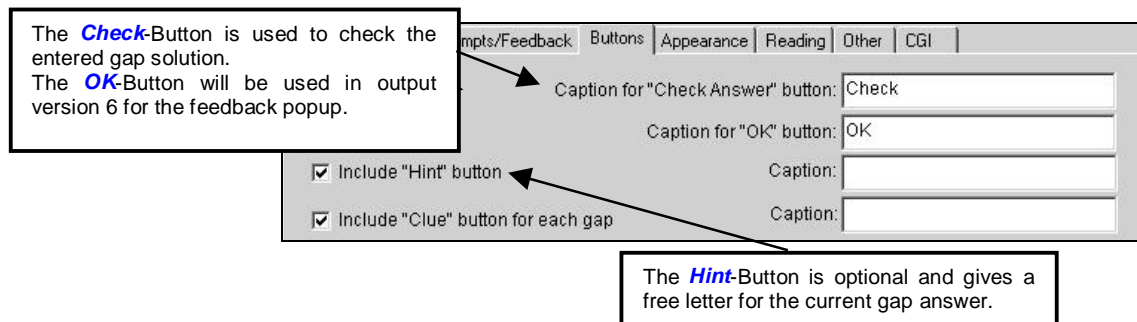 The Check-Button is used to check the
entered gap solution.
The OK-Button will be used in output
version 6 for the feedback popup.
Buttons Appearance Reading Other CGI
Caption for "Check Answer" button: Check
Caption for "OK" button: OK
Include "Hint" button Caption:
Include "Clue" button for each gap Caption:
The Hint-Button is optional and gives a
free letter for the current gap answer.